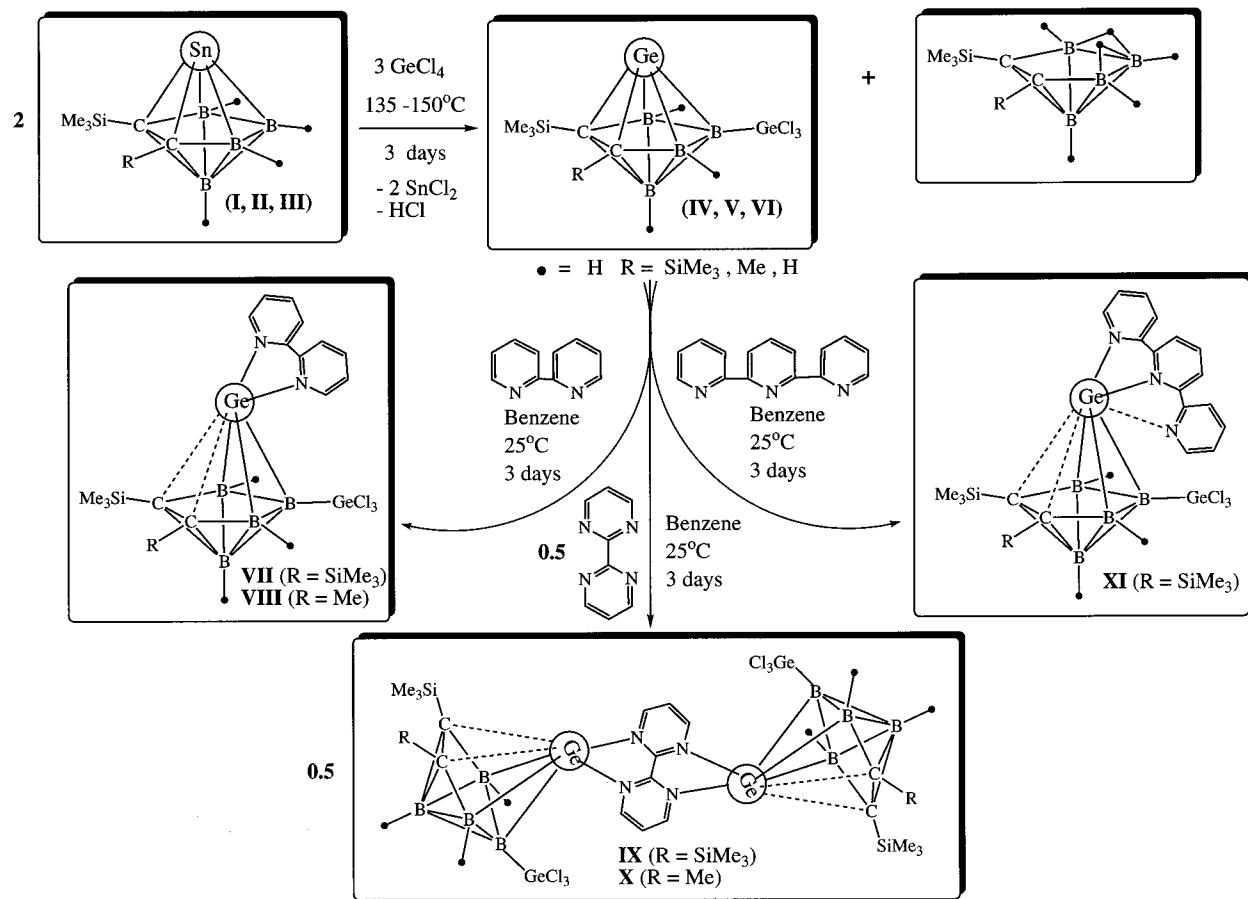 2
Sn
Me3Si
C
C
R
B
B
B
B
(I, II, III)
3 GeCl4
135 -150°C
3 days
- 2 SnCl2
- HCl
Ge
Me3Si
C
C
R
B
B
B
B
GeCl3
(IV, V, VI)
+
Me3Si
C
C
R
B
B
B
B
• = H R = SiMe3 , Me , H
N
N
Ge
Me3Si
C
C
R
B
B
B
B
GeCl3
VII (R = SiMe3)
VIII (R = Me)
N
N
Benzene
25°C
3 days
N
N
N
Benzene
25°C
3 days
0.5
N
N
N
N
Benzene
25°C
3 days
N
N
N
Ge
Me3Si
C
C
R
B
B
B
B
GeCl3
XI (R = SiMe3)
0.5
Me3Si
C
R
C
B
B
B
B
GeCl3
Ge
N
N
N
N
Ge
Cl3Ge
B
B
B
B
C
R
C
SiMe3
IX (R = SiMe3)
X (R = Me)